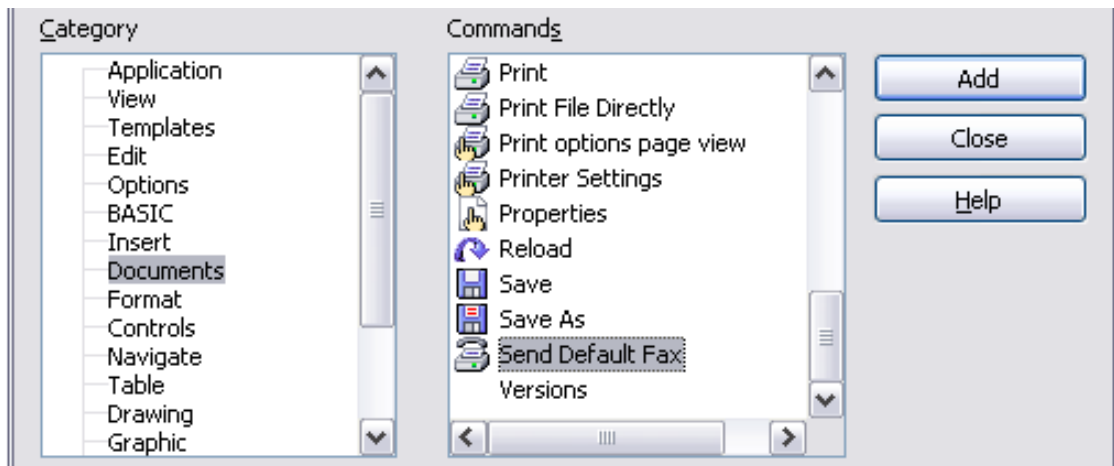 Category
Application
View
Templates
Edit
Options
BASIC
Insert
Documents
Format
Controls
Navigate
Table
Drawing
Graphic
Commands
Print
Print File Directly
Print options page view
Printer Settings
Properties
Reload
Save
Save As
Send Default Fax
Versions
Add
Close
Help